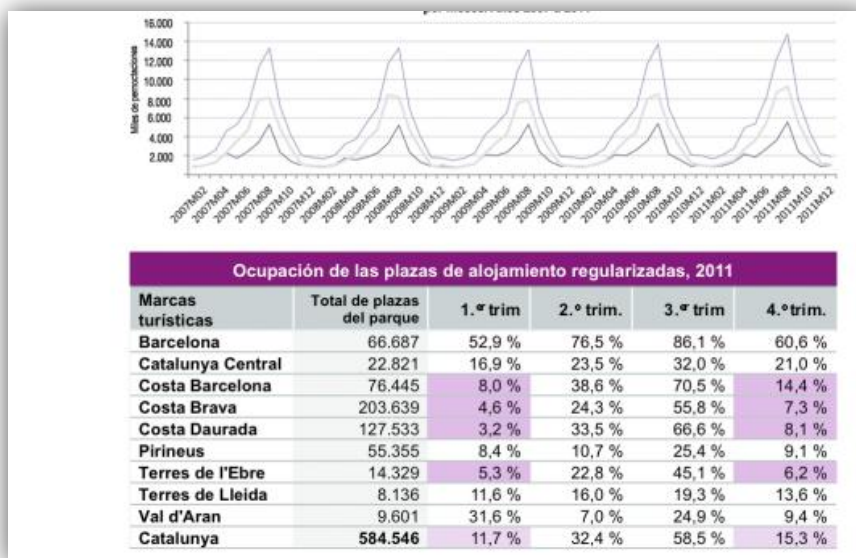 16.000
14.000
12.000
10.000
8.000
6.000
4.000
2.000
Miles de pernoctaciones
2007M02 2007M04 2007M06 2007M08 2007M10 2007M12 2008M02 2008M04 2008M06 2008M08 2008M10 2008M12 2009M02 2009M04 2009M06 2009M08 2009M10 2009M12 2010M02 2010M04 2010M06 2010M08 2010M10 2010M12 2011M02 2011M04 2011M06 2011M08 2011M10 2011M12
Ocupación de las plazas de alojamiento regularizadas, 2011
Marcas turísticas Total de plazas del parque 1.er trim 2.º trim. 3.er trim 4.º trim.
Barcelona 66.687 52,9 % 76,5 % 86,1 % 60,6 %
Catalunya Central 22.821 16,9 % 23,5 % 32,0 % 21,0 %
Costa Barcelona 76.445 8,0 % 38,6 % 70,5 % 14,4 %
Costa Brava 203.639 4,6 % 24,3 % 55,8 % 7,3 %
Costa Daurada 127.533 3,2 % 33,5 % 66,6 % 8,1 %
Pirineus 55.355 8,4 % 10,7 % 25,4 % 9,1 %
Terres de l'Ebre 14.329 5,3 % 22,8 % 45,1 % 6,2 %
Terres de Lleida 8.136 11,6 % 16,0 % 19,3 % 13,6 %
Val d'Aran 9.601 31,6 % 7,0 % 24,9 % 9,4 %
Catalunya 584.546 11,7 % 32,4 % 58,5 % 15,3 %